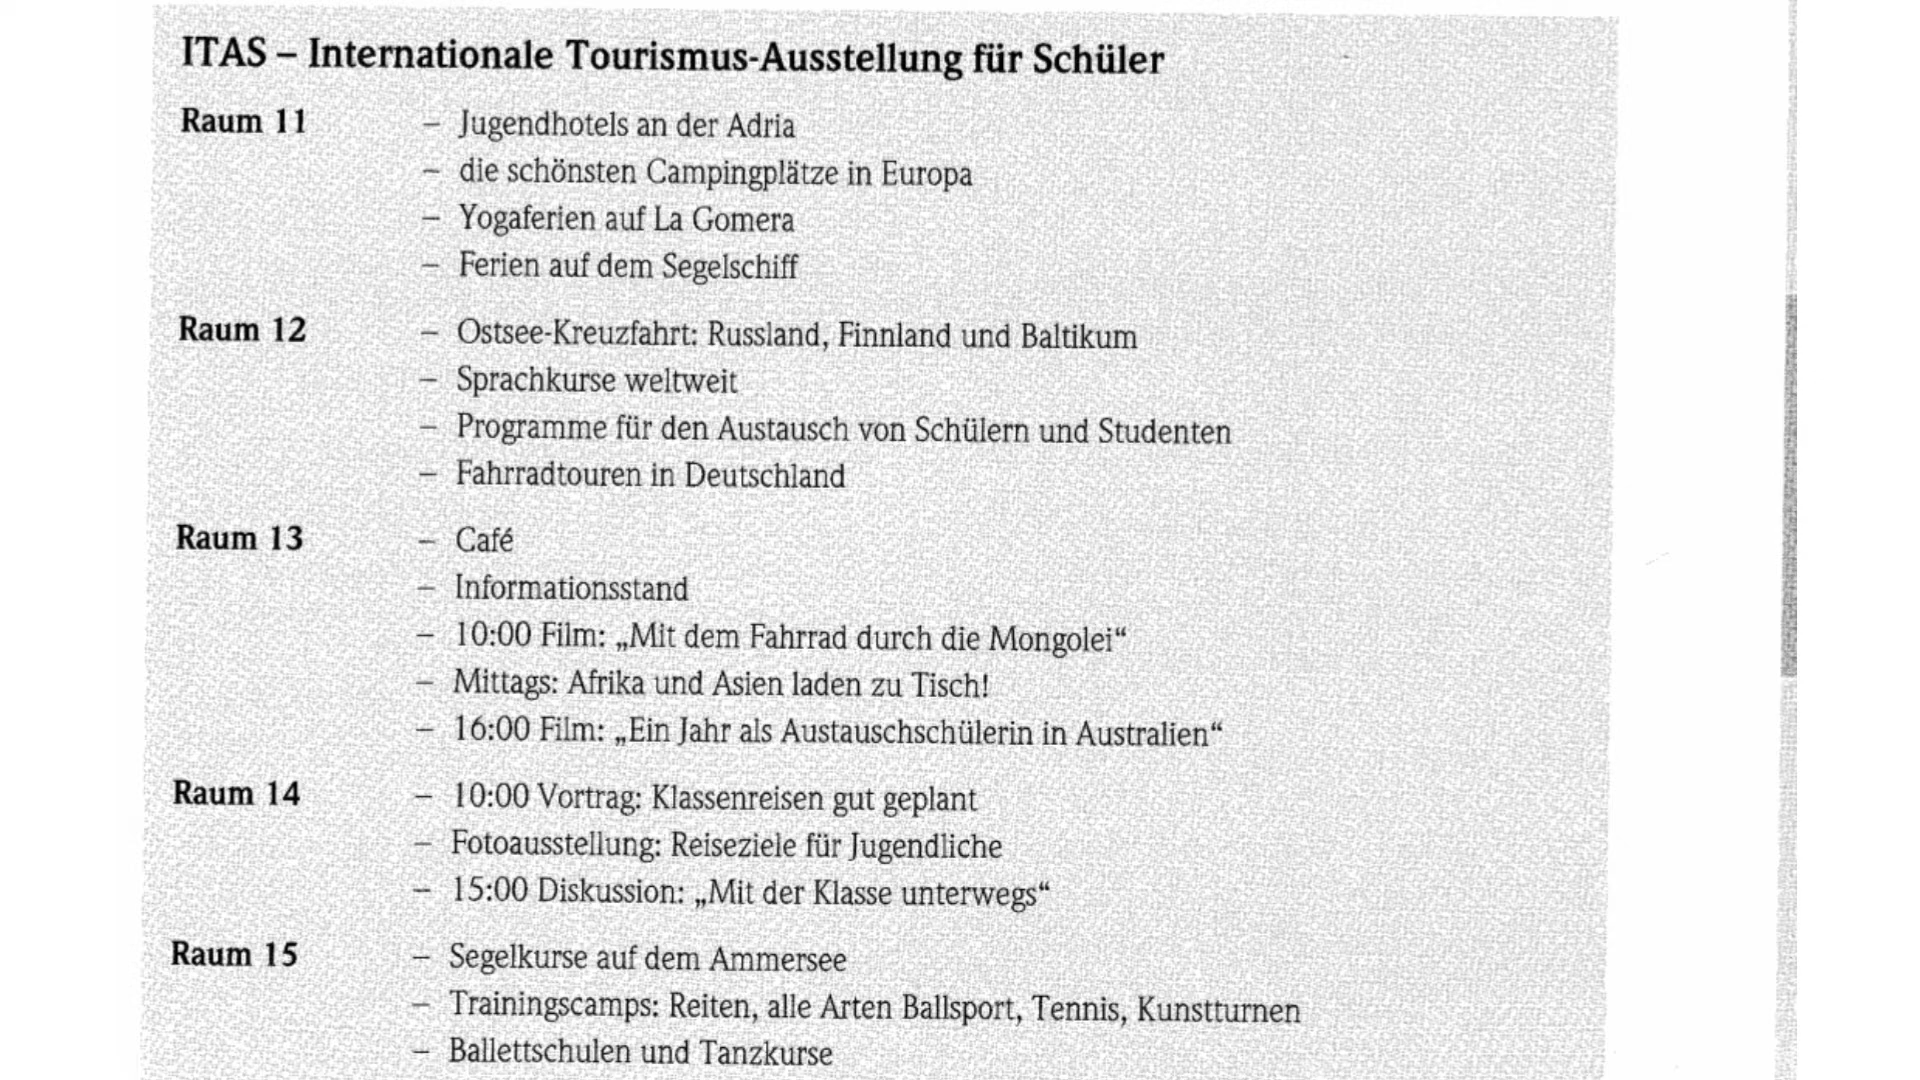 ITAS – Internationale Tourismus-Ausstellung für Schüler
Raum 11 – Jugendhotels an der Adria
– die schönsten Campingplätze in Europa
– Yogaferien auf La Gomera
– Ferien auf dem Segelschiff
Raum 12 – Ostsee-Kreuzfahrt: Russland, Finnland und Baltikum
– Sprachkurse weltweit
– Programme für den Austausch von Schülern und Studenten
– Fahrradtouren in Deutschland
Raum 13 – Café
– Informationsstand
– 10:00 Film: „Mit dem Fahrrad durch die Mongolei“
– Mittags: Afrika und Asien laden zu Tisch!
– 16:00 Film: „Ein Jahr als Austauschschülerin in Australien“
Raum 14 – 10:00 Vortrag: Klassenreisen gut geplant
– Fotoausstellung: Reiseziele für Jugendliche
– 15:00 Diskussion: „Mit der Klasse unterwegs“
Raum 15 – Segelkurse auf dem Ammersee
– Trainingscamps: Reiten, alle Arten Ballsport, Tennis, Kunstturnen
– Ballettschulen und Tanzkurse